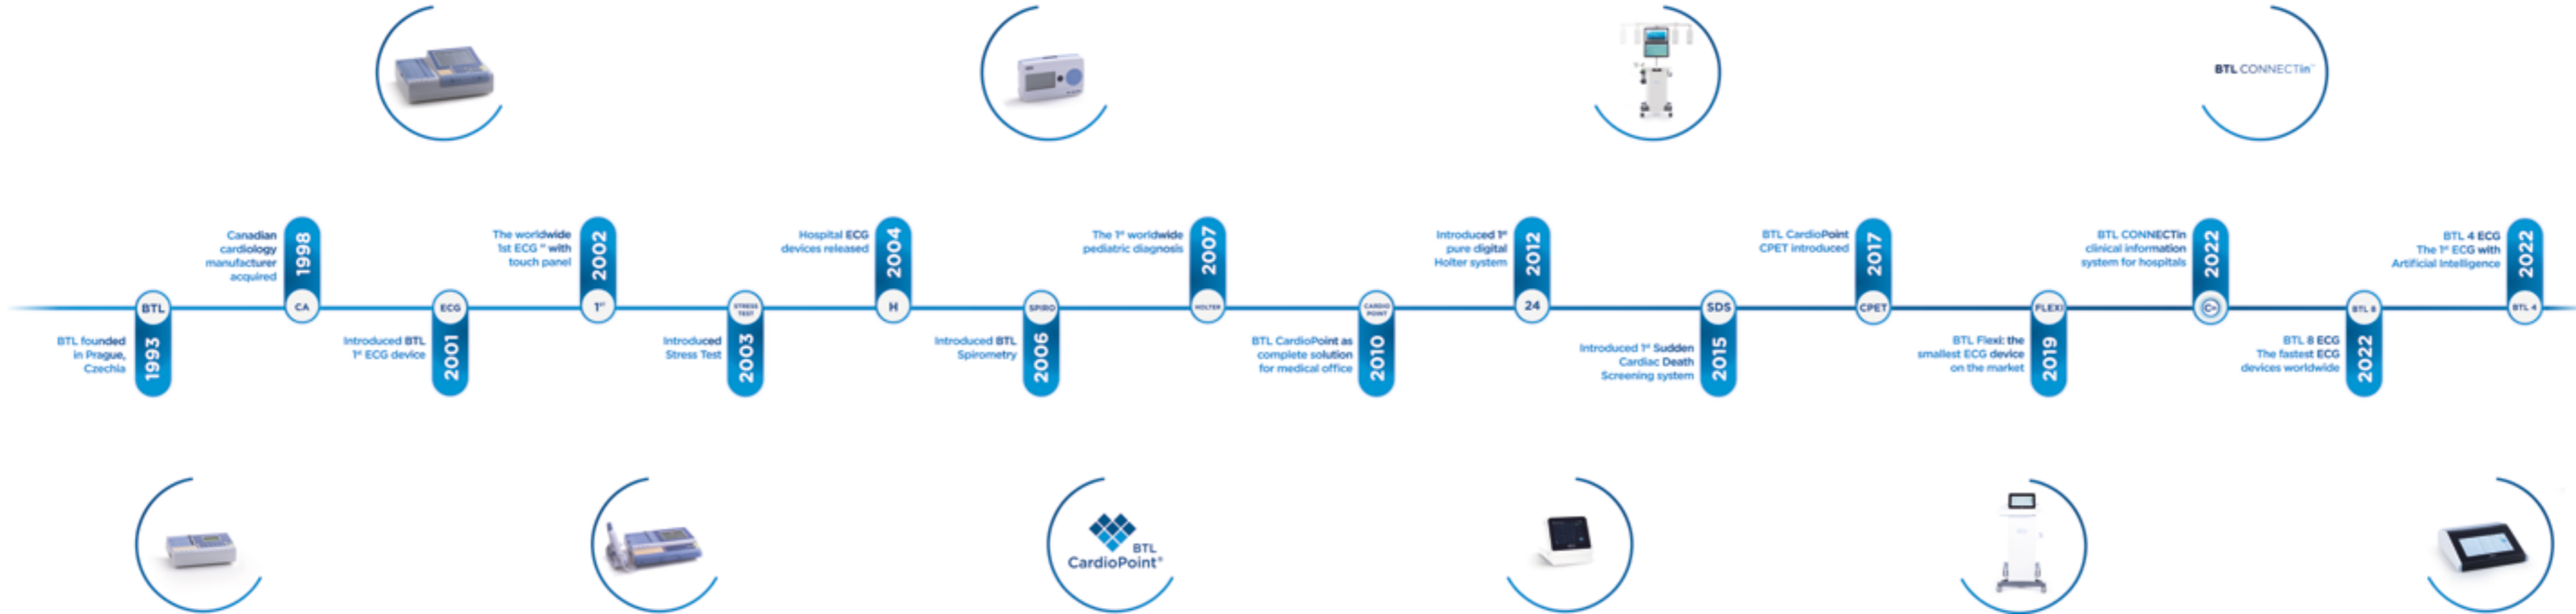 BTL CONNECTin™
BTL founded
in Prague,
Czechia
BTL
1993
Canadian
cardiology
manufacturer
acquired
1998
CA
Introduced BTL
1st ECG device
ECG
2001
The worldwide
1st ECG " with
touch panel
2002
1st
Introduced
Stress Test
STRESS
TEST
2003
Hospital ECG
devices released
2004
H
Introduced BTL
Spirometry
SPIRO
2006
The 1st worldwide
pediatric diagnosis
2007
HOLTER
BTL CardioPoint as
complete solution
for medical office
CARDIO
POINT
2010
Introduced 1st
pure digital
Holter system
2012
24
Introduced 1st Sudden
Cardiac Death
Screening system
SDS
2015
BTL CardioPoint
CPET introduced
2017
CPET
BTL Flexi: the
smallest ECG device
on the market
FLEXI
2019
BTL CONNECTin
clinical information
system for hospitals
2022
BTL 8 ECG
The fastest ECG
devices worldwide
BTL 8
2022
BTL 4 ECG
The 1st ECG with
Artificial Intelligence
2022
BTL 4
BTL
CardioPoint®